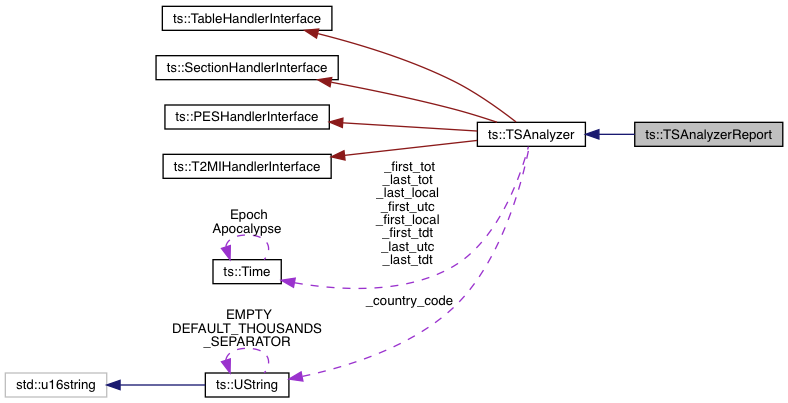 ts::TableHandlerInterface
ts::SectionHandlerInterface
ts::PESHandlerInterface
ts::TSAnalyzer
ts::TSAnalyzerReport
ts::T2MIHandlerInterface
_first_tot
_last_tot
_last_local
_first_utc
_first_local
_first_tdt
_last_utc
_last_tdt
Epoch
Apocalypse
ts::Time
_country_code
EMPTY
DEFAULT_THOUSANDS
_SEPARATOR
std::u16string
ts::UString